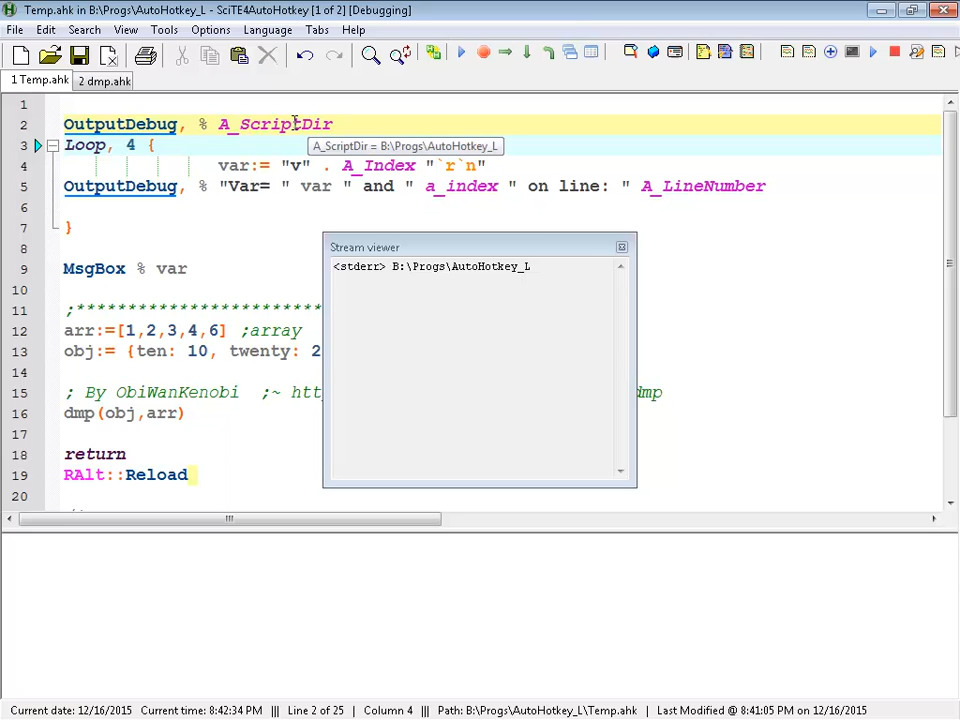 Temp.ahk in B:\Progs\AutoHotkey_L - SciTE4AutoHotkey [1 of 2] [Debugging]
File Edit Search View Tools Options Language Tabs Help
1 Temp.ahk 2 dmp.ahk
1
2 OutputDebug, % A_ScriptDir
3 Loop, 4 {
A_ScriptDir = B:\Progs\AutoHotkey_L
4 var:= "v" . A_Index "`r`n"
5 OutputDebug, % "Var= " var " and " a_index " on line: " A_LineNumber
6
7 }
8
9 MsgBox % var
10
11 ;*************************
12 arr:=[1,2,3,4,6] ;array
13 obj:= {ten: 10, twenty: 2
14
15 ; By ObiWanKenobi ;~ htt
16 dmp(obj,arr)
17
18 return
19 RAlt::Reload
20
Stream viewer
<stderr> B:\Progs\AutoHotkey_L
dmp
Current date: 12/16/2015 Current time: 8:42:34 PM ||| Line 2 of 25 ||| Column 4 ||| Path: B:\Progs\AutoHotkey_L\Temp.ahk ||| Last Modified @ 8:41:05 PM on 12/16/2015